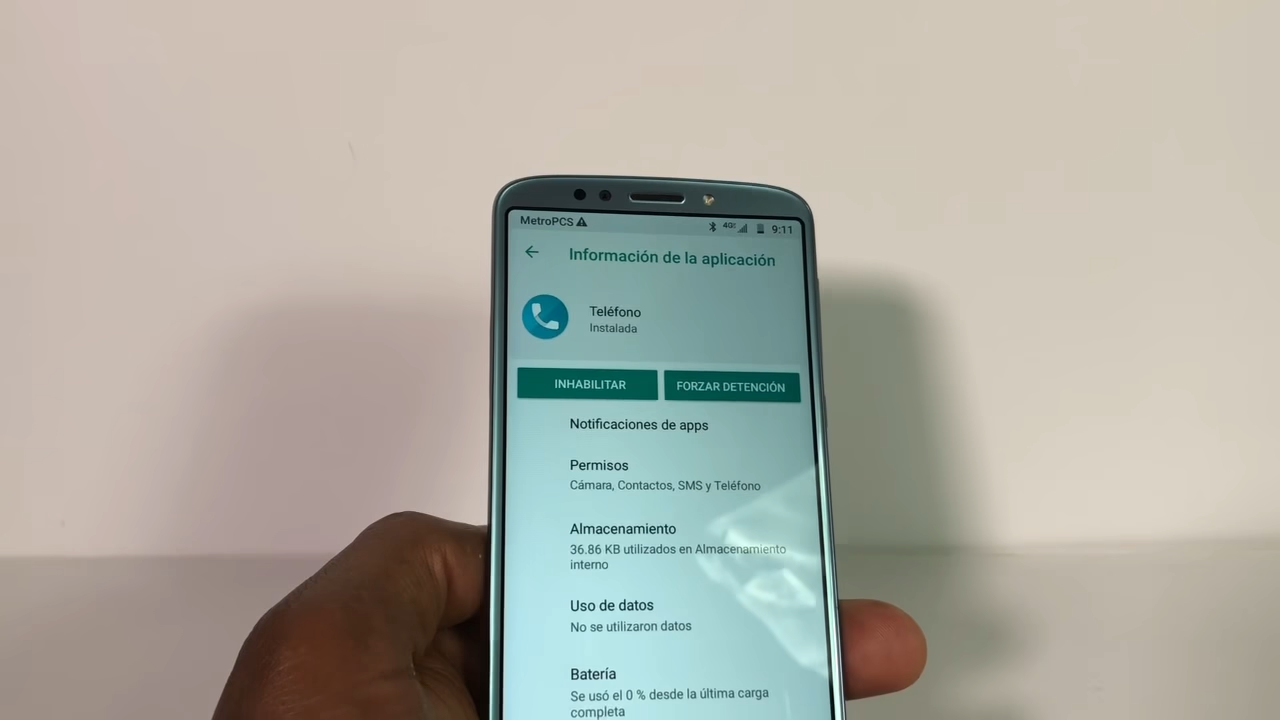 MetroPCS
4G 9:11
Información de la aplicación
Teléfono
Instalada
INHABILITAR
FORZAR DETENCIÓN
Notificaciones de apps
Permisos
Cámara, Contactos, SMS y Teléfono
Almacenamiento
36.86 KB utilizados en Almacenamiento
interno
Uso de datos
No se utilizaron datos
Batería
Se usó el 0 % desde la última carga
completa